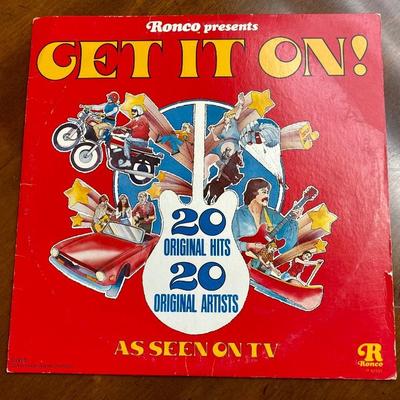 Ronco presents
GET IT ON!
20
ORIGINAL HITS
20
ORIGINAL ARTISTS
AS SEEN ON TV
R
Ronco